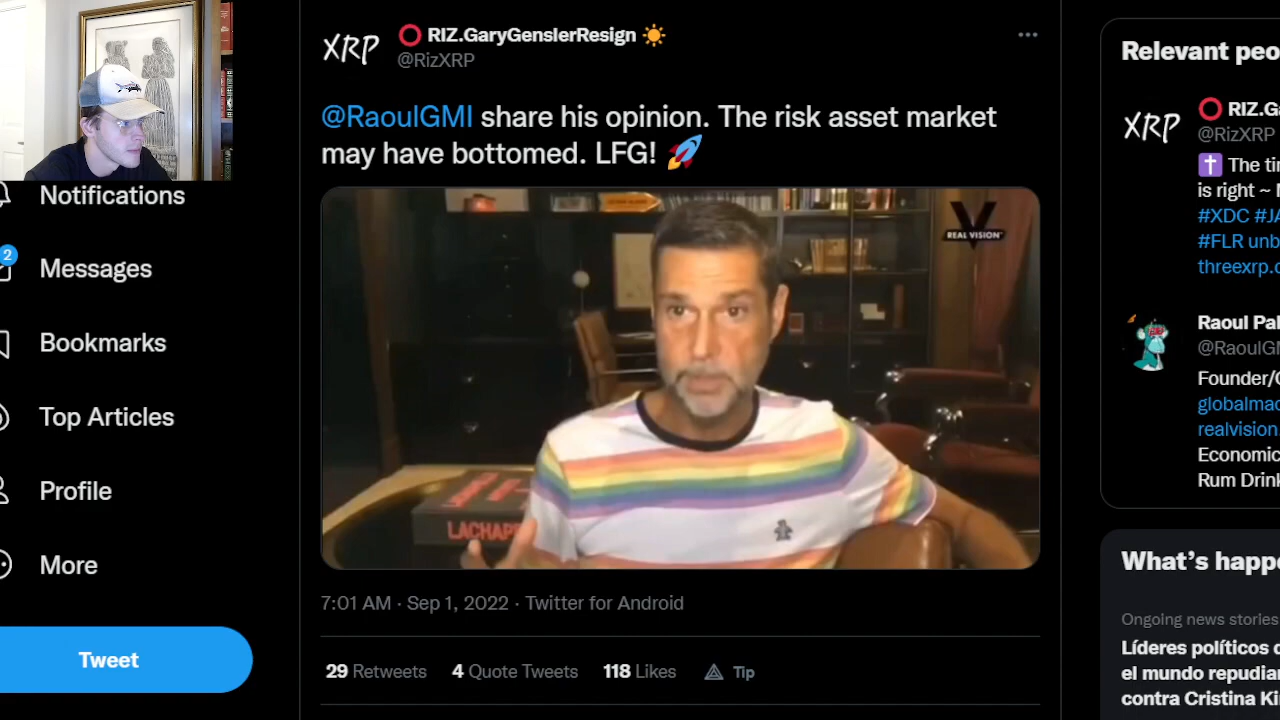 Notifications
2
Messages
Bookmarks
Top Articles
Profile
More
Tweet
XRP
RIZ.GaryGenslerResign
@RizXRP
@RaoulGMI share his opinion. The risk asset market
may have bottomed. LFG!
REAL VISION
LACHAP
7:01 AM · Sep 1, 2022 · Twitter for Android
29 Retweets 4 Quote Tweets 118 Likes Tip
Relevant peo
XRP
RIZ.Ga
@RizXRP
The tir
is right ~
#XDC #JA
#FLR unb
threexrp.c
Raoul Pal
@RaoulGM
Founder/C
globalmac
realvision
Economic
Rum Drink
What's happe
Ongoing news stories
Líderes políticos d
el mundo repudiar
contra Cristina Ki